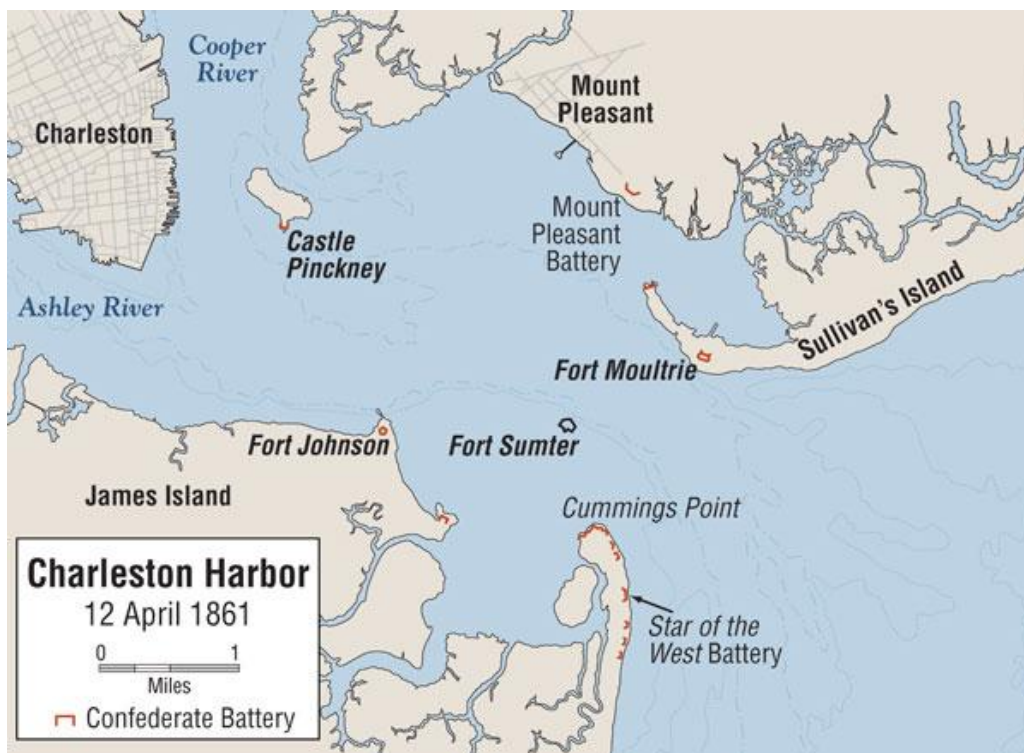 Cooper
River
Charleston
Mount
Pleasant
Castle
Pinckney
Mount
Pleasant
Battery
Ashley River
Sullivan's Island
Fort Moultrie
Fort Johnson
Fort Sumter
James Island
Cummings Point
Star of the
West Battery
Charleston Harbor
12 April 1861
0 1
Miles
Confederate Battery